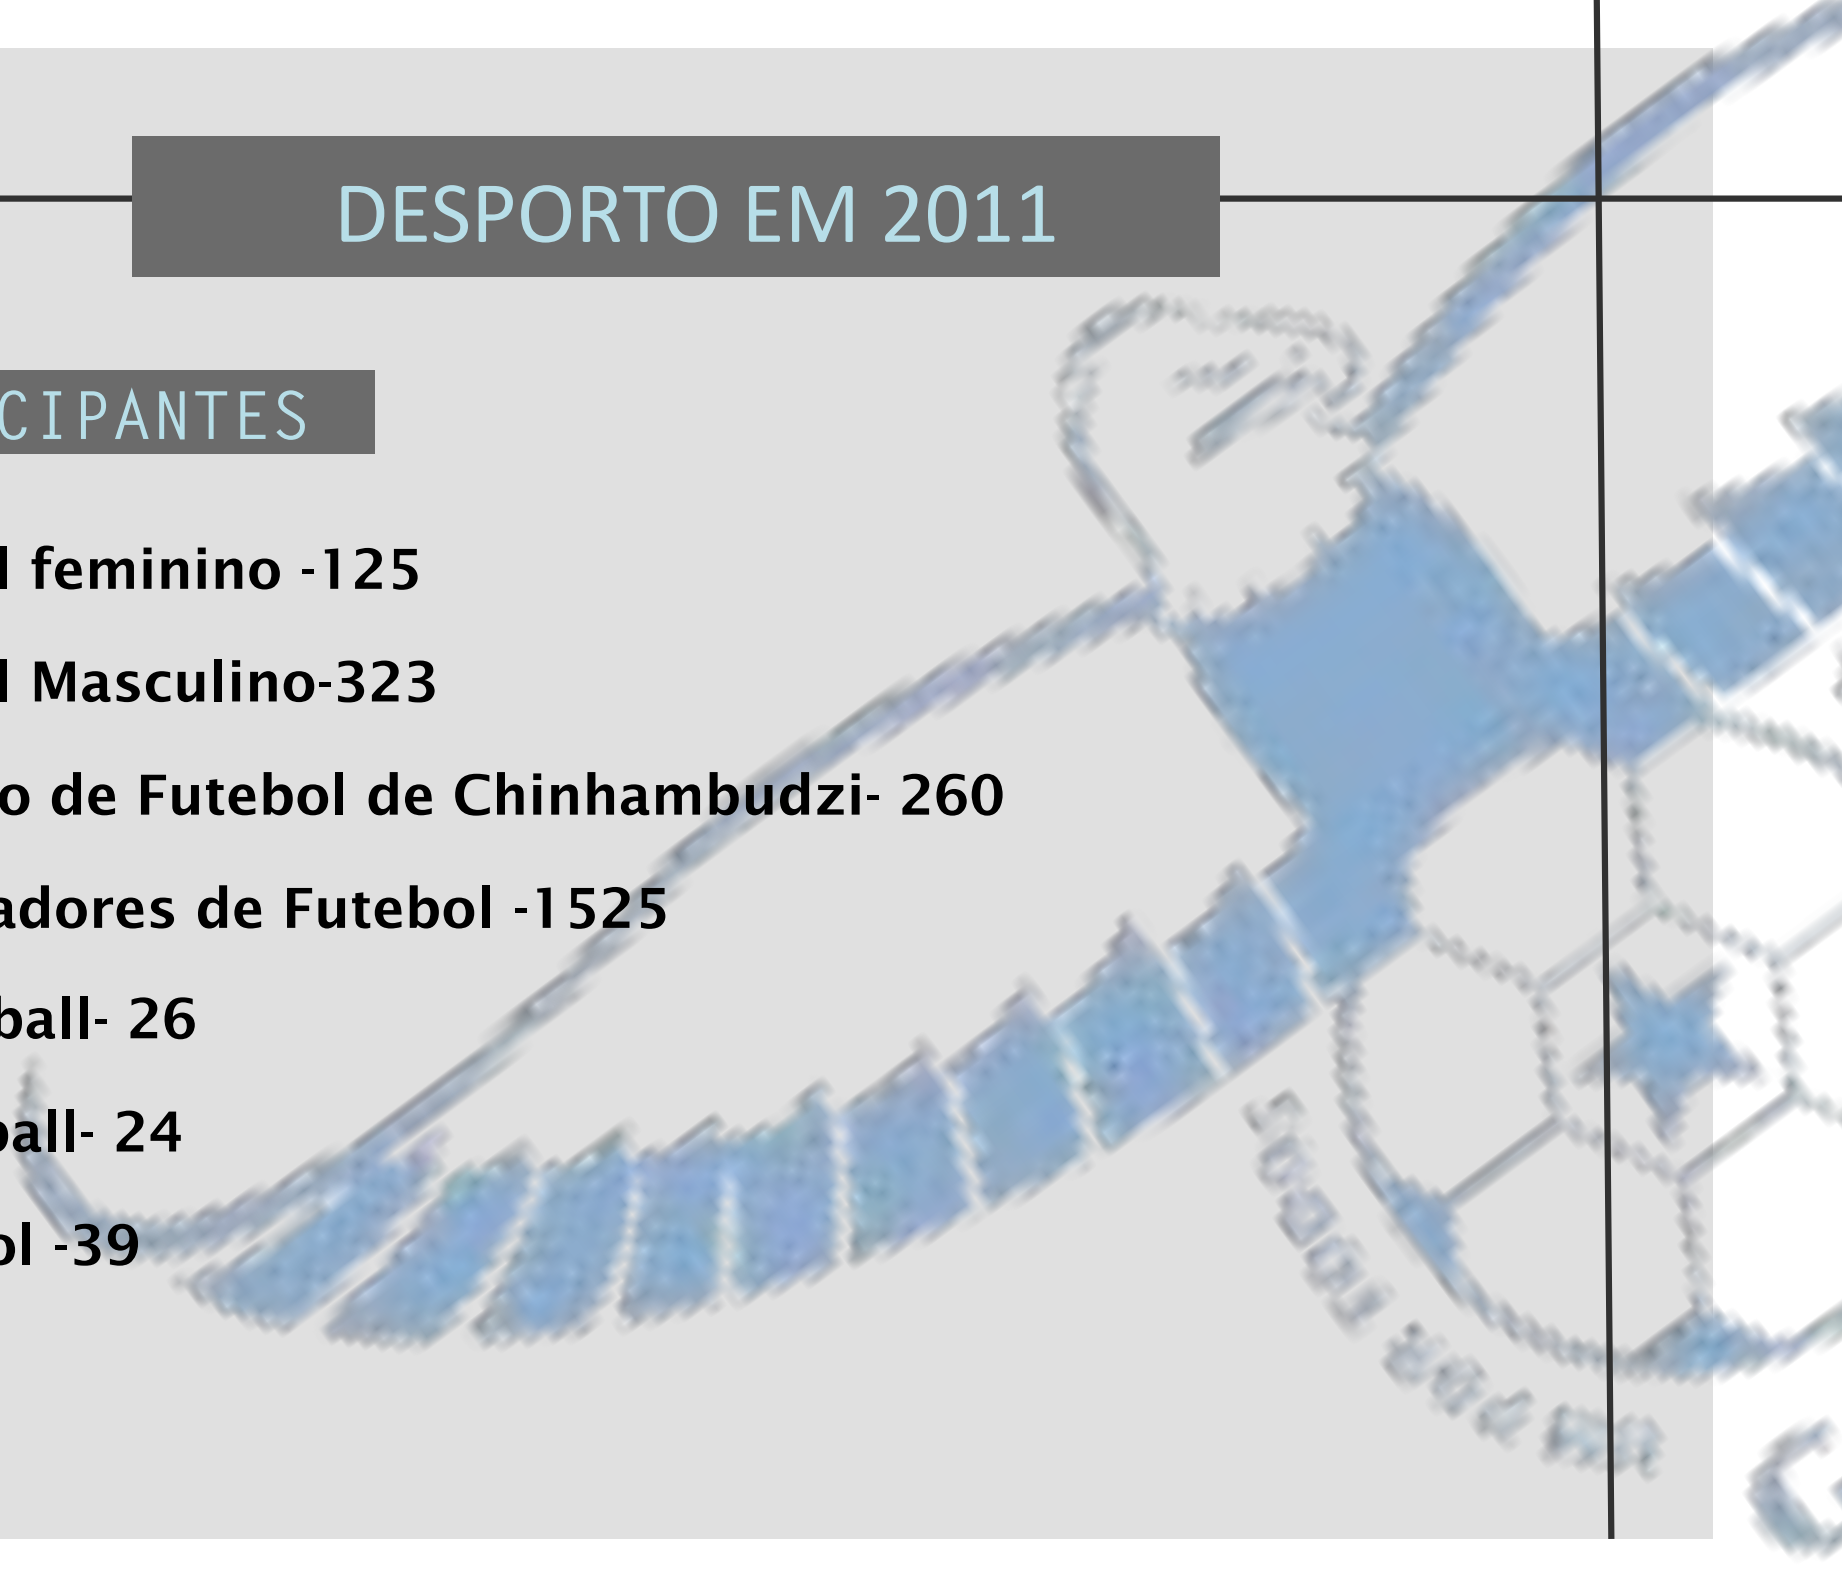 DESPORTO EM 2011
CIPANTES
l feminino -125
l Masculino-323
o de Futebol de Chinhambudzi- 260
adores de Futebol -1525
ball- 26
ball- 24
ol -39